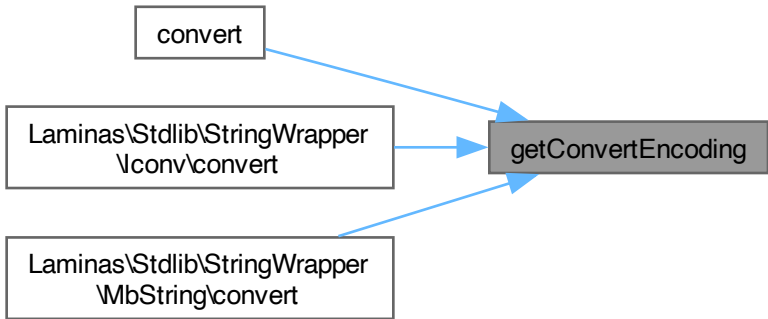 convert
Laminas\Stdlib\StringWrapper
\Iconv\convert
getConvertEncoding
Laminas\Stdlib\StringWrapper
\MbString\convert